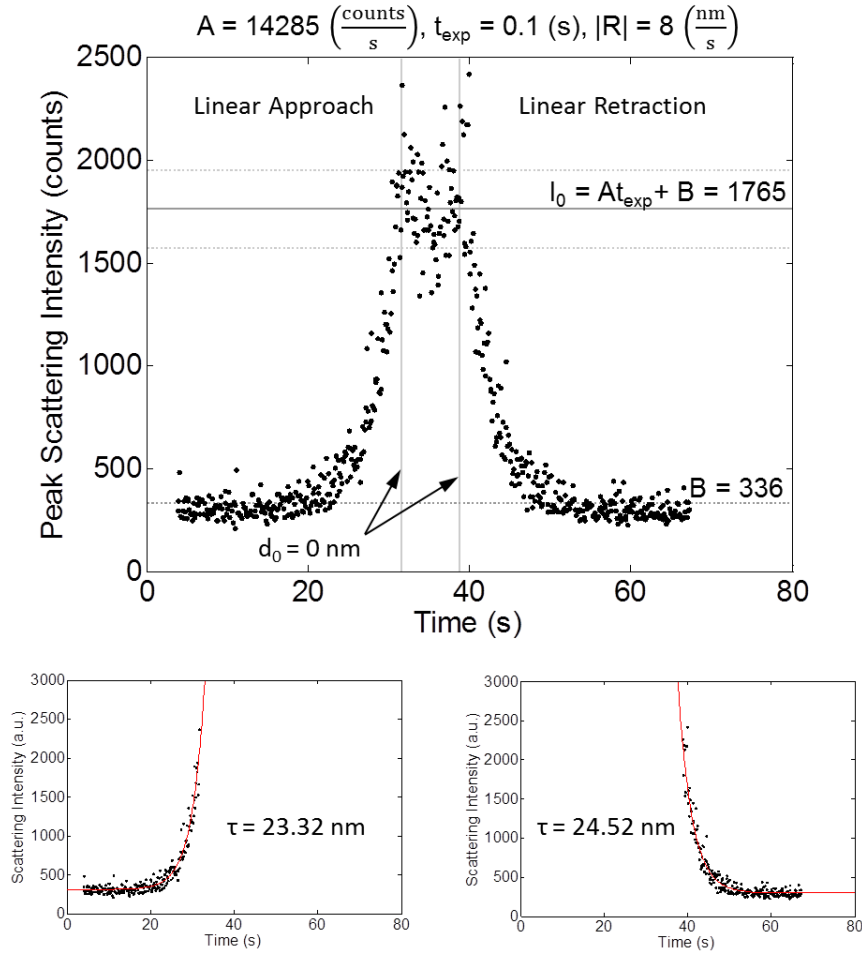 A = 14285 (counts/s), t_exp = 0.1 (s), |R| = 8 (nm/s)
Peak Scattering Intensity (counts)
2500
2000
1500
1000
500
0
Linear Approach
Linear Retraction
I₀ = At_exp + B = 1765
B = 336
d₀ = 0 nm
0 20 40 60 80
Time (s)
Scattering Intensity (a.u.)
3000
2500
2000
1500
1000
500
0
τ = 23.32 nm
0 20 40 60 80
Time (s)
Scattering Intensity (a.u.)
3000
2500
2000
1500
1000
500
0
τ = 24.52 nm
0 20 40 60 80
Time (s)